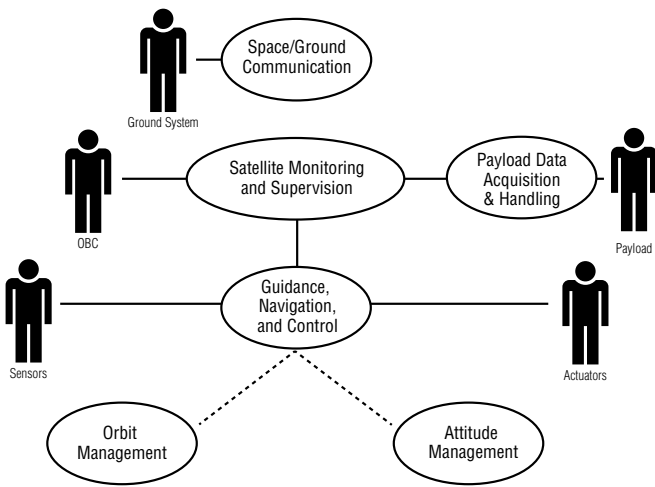 Space/Ground
Communication
Ground System
Satellite Monitoring
and Supervision
Payload Data
Acquisition
& Handling
OBC
Payload
Guidance,
Navigation,
and Control
Sensors
Actuators
Orbit
Management
Attitude
Management